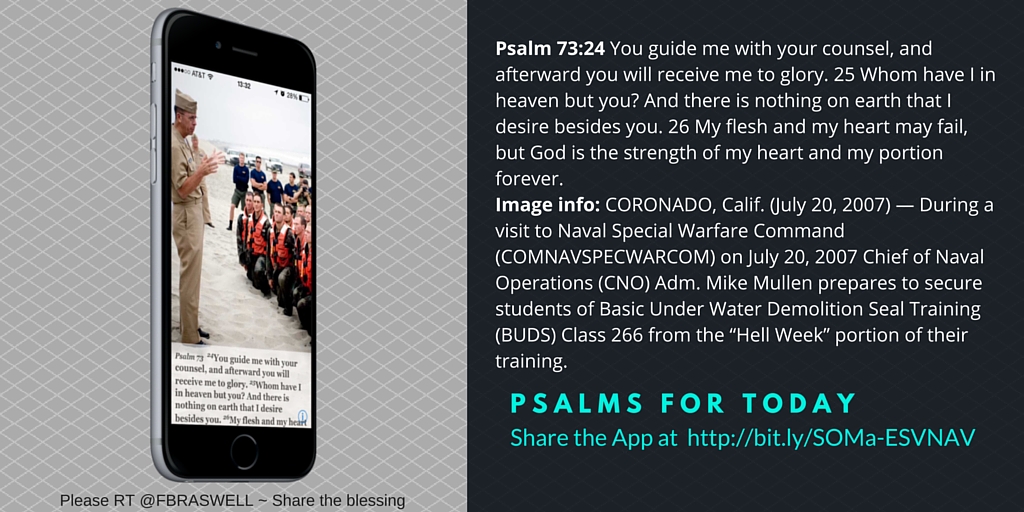 AT&T
13:32
28%
Psalm 73 24You guide me with your
counsel, and afterward you will
receive me to glory. 25Whom have I
in heaven but you? And there is
nothing on earth that I desire
besides you. 26My flesh and my heart
Please RT @FBRASWELL ~ Share the blessing
Psalm 73:24 You guide me with your counsel, and
afterward you will receive me to glory. 25 Whom have I in
heaven but you? And there is nothing on earth that I
desire besides you. 26 My flesh and my heart may fail,
but God is the strength of my heart and my portion
forever.
Image info: CORONADO, Calif. (July 20, 2007) — During a
visit to Naval Special Warfare Command
(COMNAVSPECWARCOM) on July 20, 2007 Chief of Naval
Operations (CNO) Adm. Mike Mullen prepares to secure
students of Basic Under Water Demolition Seal Training
(BUDS) Class 266 from the “Hell Week” portion of their
training.
PSALMS FOR TODAY
Share the App at http://bit.ly/SOMa-ESVNAV